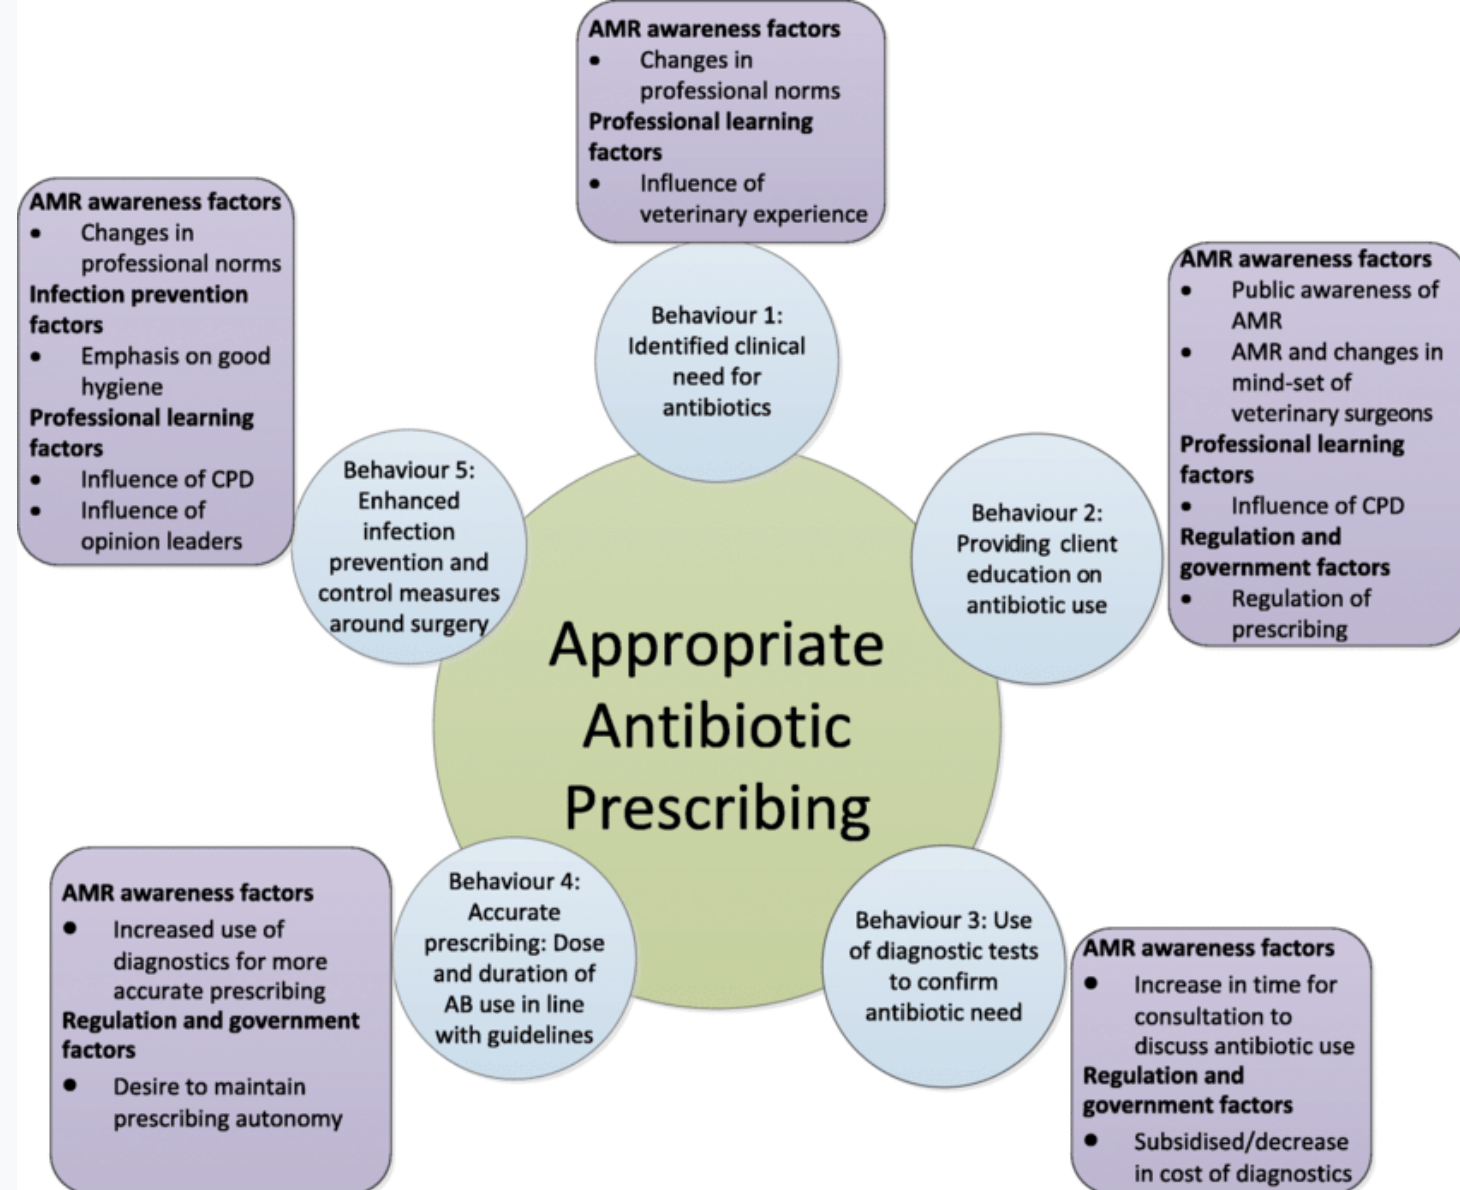 AMR awareness factors
• Changes in
professional norms
Professional learning
factors
• Influence of
veterinary experience
Behaviour 1:
Identified clinical
need for
antibiotics
AMR awareness factors
• Public awareness of
AMR
• AMR and changes in
mind-set of
veterinary surgeons
Professional learning
factors
• Influence of CPD
Regulation and
government factors
• Regulation of
prescribing
Behaviour 2:
Providing client
education on
antibiotic use
AMR awareness factors
• Increase in time for
consultation to
discuss antibiotic use
Regulation and
government factors
• Subsidised/decrease
in cost of diagnostics
Behaviour 3: Use
of diagnostic tests
to confirm
antibiotic need
AMR awareness factors
• Increased use of
diagnostics for more
accurate prescribing
Regulation and government
factors
• Desire to maintain
prescribing autonomy
Behaviour 4:
Accurate
prescribing: Dose
and duration of
AB use in line
with guidelines
AMR awareness factors
• Changes in
professional norms
Infection prevention
factors
• Emphasis on good
hygiene
Professional learning
factors
• Influence of CPD
• Influence of
opinion leaders
Behaviour 5:
Enhanced
infection
prevention and
control measures
around surgery
Appropriate
Antibiotic
Prescribing